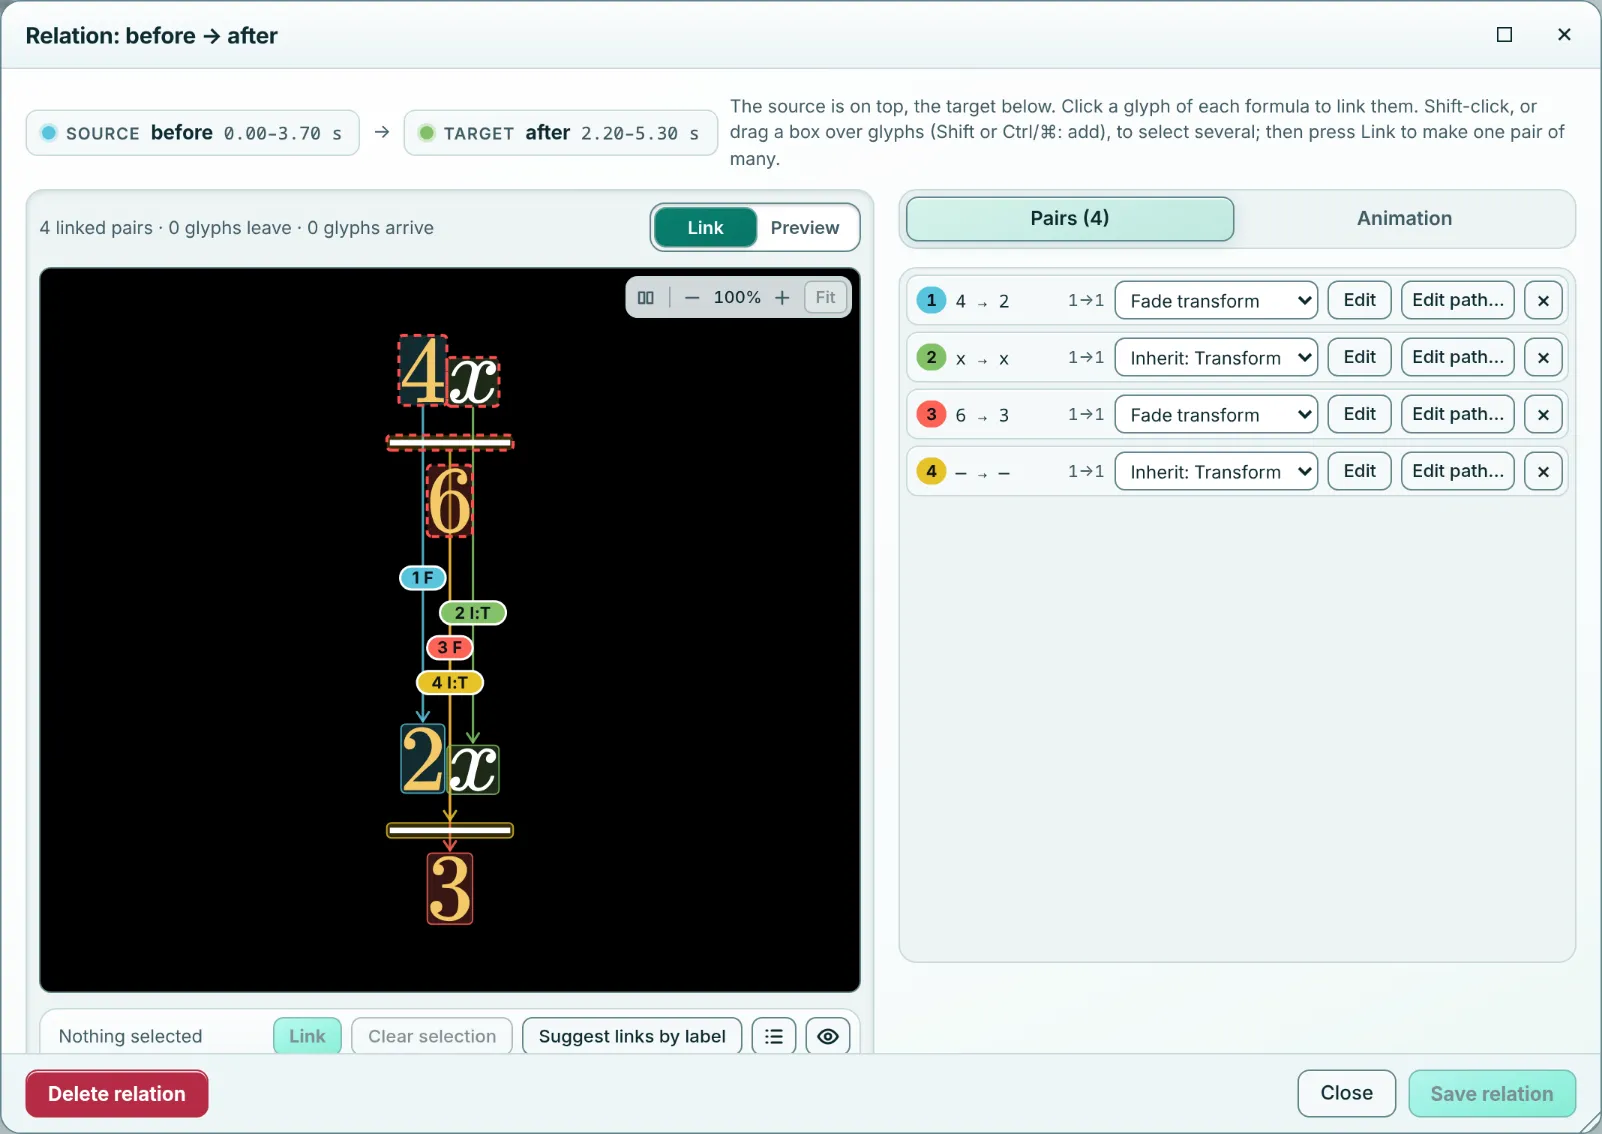 Relation: before → after
SOURCE before 0.00–3.70 s → TARGET after 2.20–5.30 s
The source is on top, the target below. Click a glyph of each formula to link them. Shift-click, or
drag a box over glyphs (Shift or Ctrl/⌘: add), to select several; then press Link to make one pair of
many.
4 linked pairs · 0 glyphs leave · 0 glyphs arrive
Link Preview
100% Fit
4x
6
1 F
2 I:T
3 F
4 I:T
2x
3
Nothing selected Link Clear selection Suggest links by label
Pairs (4) Animation
1 4 → 2 1→1 Fade transform Edit Edit path... ×
2 x → x 1→1 Inherit: Transform Edit Edit path... ×
3 6 → 3 1→1 Fade transform Edit Edit path... ×
4 — → — 1→1 Inherit: Transform Edit Edit path... ×
Delete relation Close Save relation